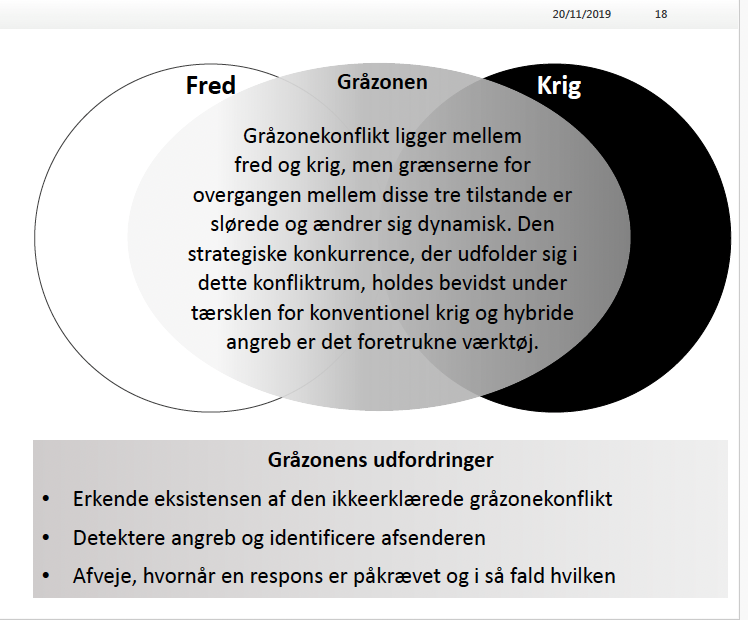 20/11/2019 18
Fred Gråzonen Krig
Gråzonekonflikt ligger mellem
fred og krig, men grænserne for
overgangen mellem disse tre tilstande er
slørede og ændrer sig dynamisk. Den
strategiske konkurrence, der udfolder sig i
dette konfliktrum, holdes bevidst under
tærsklen for konventionel krig og hybride
angreb er det foretrukne værktøj.
Gråzonens udfordringer
• Erkende eksistensen af den ikkeerklærede gråzonekonflikt
• Detektere angreb og identificere afsenderen
• Afveje, hvornår en respons er påkrævet og i så fald hvilken